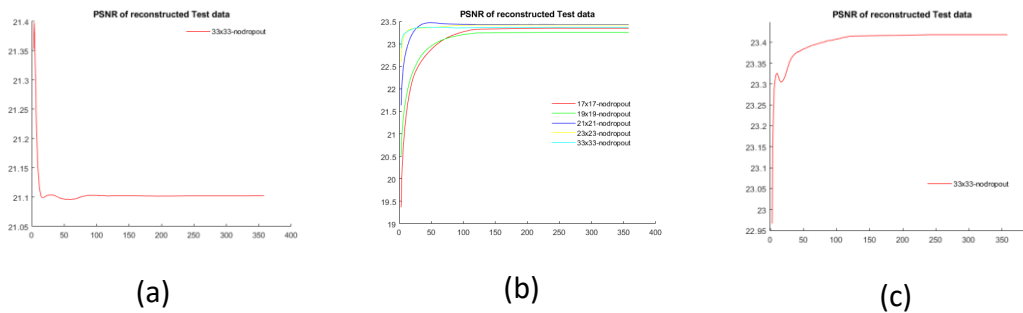 PSNR of reconstructed Test data
33x33-nodropout
21.4
21.35
21.3
21.25
21.2
21.15
21.1
21.05
0 50 100 150 200 250 300 350 400
(a)
PSNR of reconstructed Test data
23.5
23
22.5
22
21.5
21
20.5
20
19.5
19
17x17-nodropout
19x19-nodropout
21x21-nodropout
23x23-nodropout
33x33-nodropout
0 50 100 150 200 250 300 350 400
(b)
PSNR of reconstructed Test data
23.4
23.35
23.3
23.25
23.2
23.15
23.1
23.05
23
22.95
33x33-nodropout
0 50 100 150 200 250 300 350
(c)